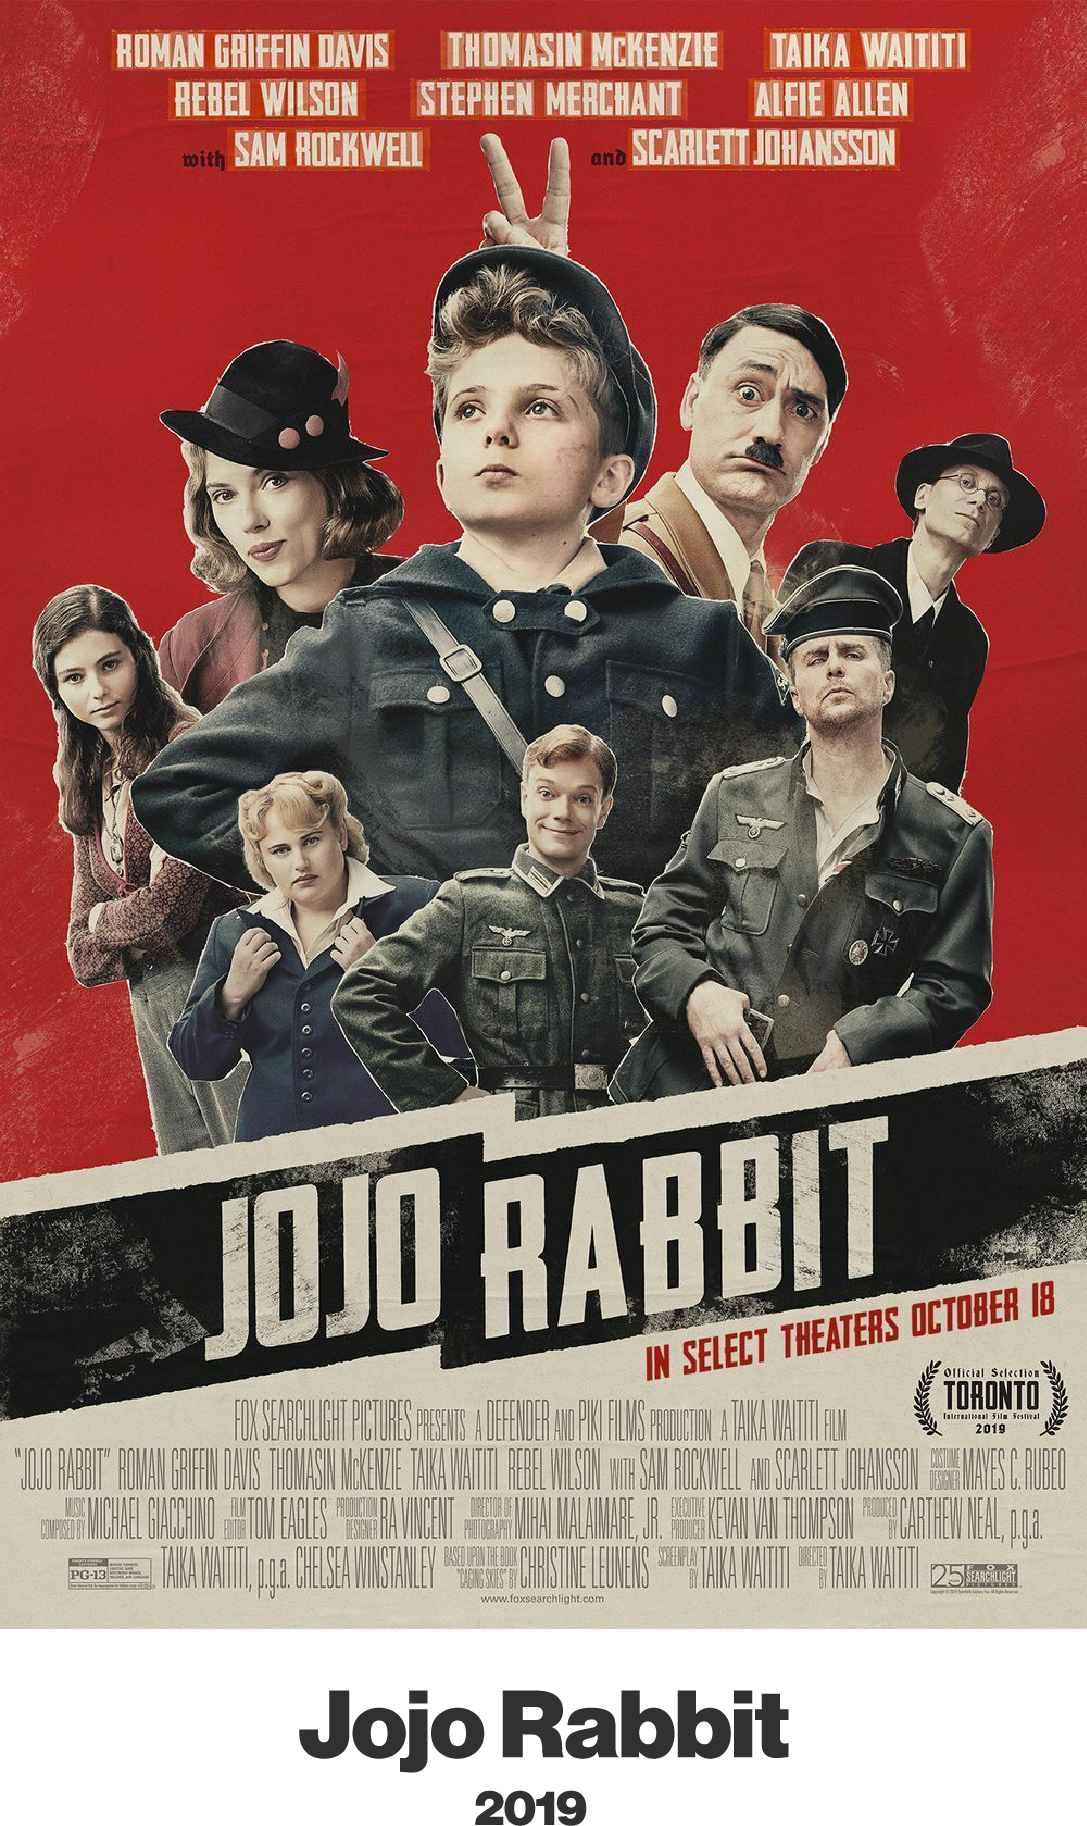 ROMAN GRIFFIN DAVIS THOMASIN McKENZIE TAIKA WAITITI
REBEL WILSON STEPHEN MERCHANT ALFIE ALLEN
with SAM ROCKWELL and SCARLETT JOHANSSON
JOJO RABBIT
IN SELECT THEATERS OCTOBER 18
Official Selection
TORONTO
International Film Festival
2019
FOX SEARCHLIGHT PICTURES PRESENTS A DEFENDER AND PIKI FILMS PRODUCTION A TAIKA WAITITI FILM
"JOJO RABBIT" ROMAN GRIFFIN DAVIS THOMASIN McKENZIE TAIKA WAITITI REBEL WILSON WITH SAM ROCKWELL AND SCARLETT JOHANSSON COSTUME DESIGNER MAYES C. RUBEO
MUSIC COMPOSED BY MICHAEL GIACCHINO FILM EDITOR TOM EAGLES PRODUCTION DESIGNER RA VINCENT DIRECTOR OF PHOTOGRAPHY MIHAI MALAIMARE, JR. EXECUTIVE PRODUCER KEVAN VAN THOMPSON PRODUCED BY CARTHEW NEAL, p.g.a.
PG-13 TAIKA WAITITI, p.g.a. CHELSEA WINSTANLEY BASED UPON THE BOOK "CAGING SKIES" BY CHRISTINE LEUNENS SCREENPLAY BY TAIKA WAITITI DIRECTED BY TAIKA WAITITI 25 FOX SEARCHLIGHT PICTURES
www.foxsearchlight.com
Jojo Rabbit
2019